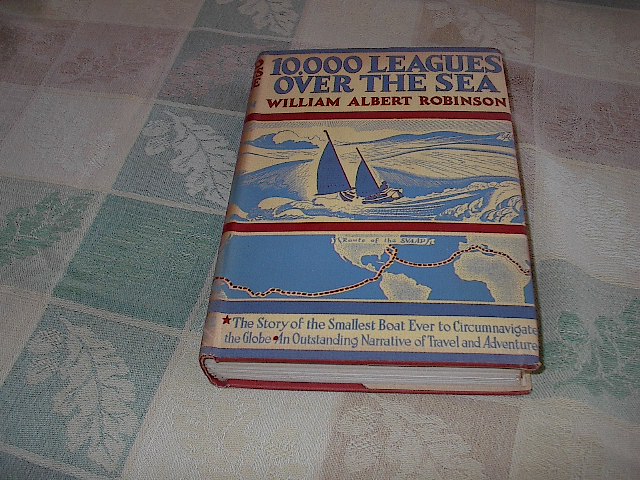 10,000 LEAGUES
OVER THE SEA
WILLIAM ALBERT ROBINSON
Route of the SVAAP
★ The Story of the Smallest Boat Ever to Circumnavigate
the Globe • An Outstanding Narrative of Travel and Adventure